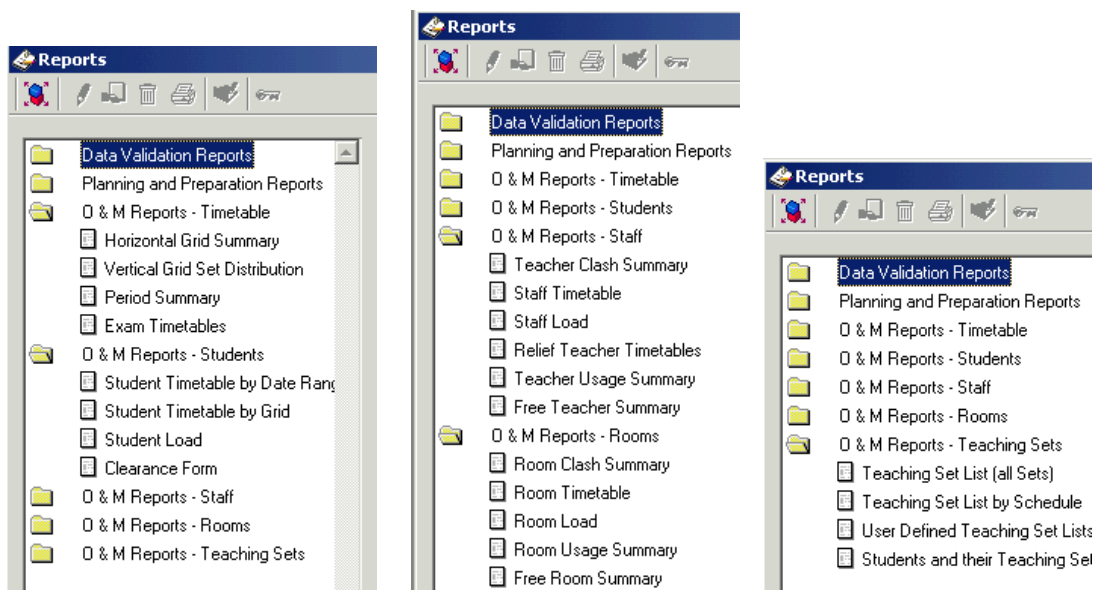 Reports
Data Validation Reports
Planning and Preparation Reports
O & M Reports - Timetable
Horizontal Grid Summary
Vertical Grid Set Distribution
Period Summary
Exam Timetables
O & M Reports - Students
Student Timetable by Date Rang
Student Timetable by Grid
Student Load
Clearance Form
O & M Reports - Staff
O & M Reports - Rooms
O & M Reports - Teaching Sets
Reports
Data Validation Reports
Planning and Preparation Reports
O & M Reports - Timetable
O & M Reports - Students
O & M Reports - Staff
Teacher Clash Summary
Staff Timetable
Staff Load
Relief Teacher Timetables
Teacher Usage Summary
Free Teacher Summary
O & M Reports - Rooms
Room Clash Summary
Room Timetable
Room Load
Room Usage Summary
Free Room Summary
Reports
Data Validation Reports
Planning and Preparation Reports
O & M Reports - Timetable
O & M Reports - Students
O & M Reports - Staff
O & M Reports - Rooms
O & M Reports - Teaching Sets
Teaching Set List (all Sets)
Teaching Set List by Schedule
User Defined Teaching Set Lists
Students and their Teaching Set